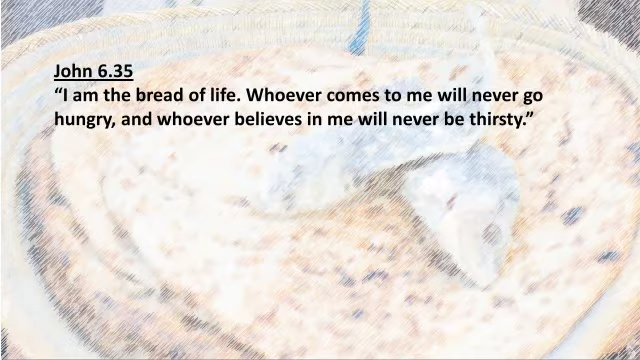 John 6.35
“I am the bread of life. Whoever comes to me will never go
hungry, and whoever believes in me will never be thirsty.”